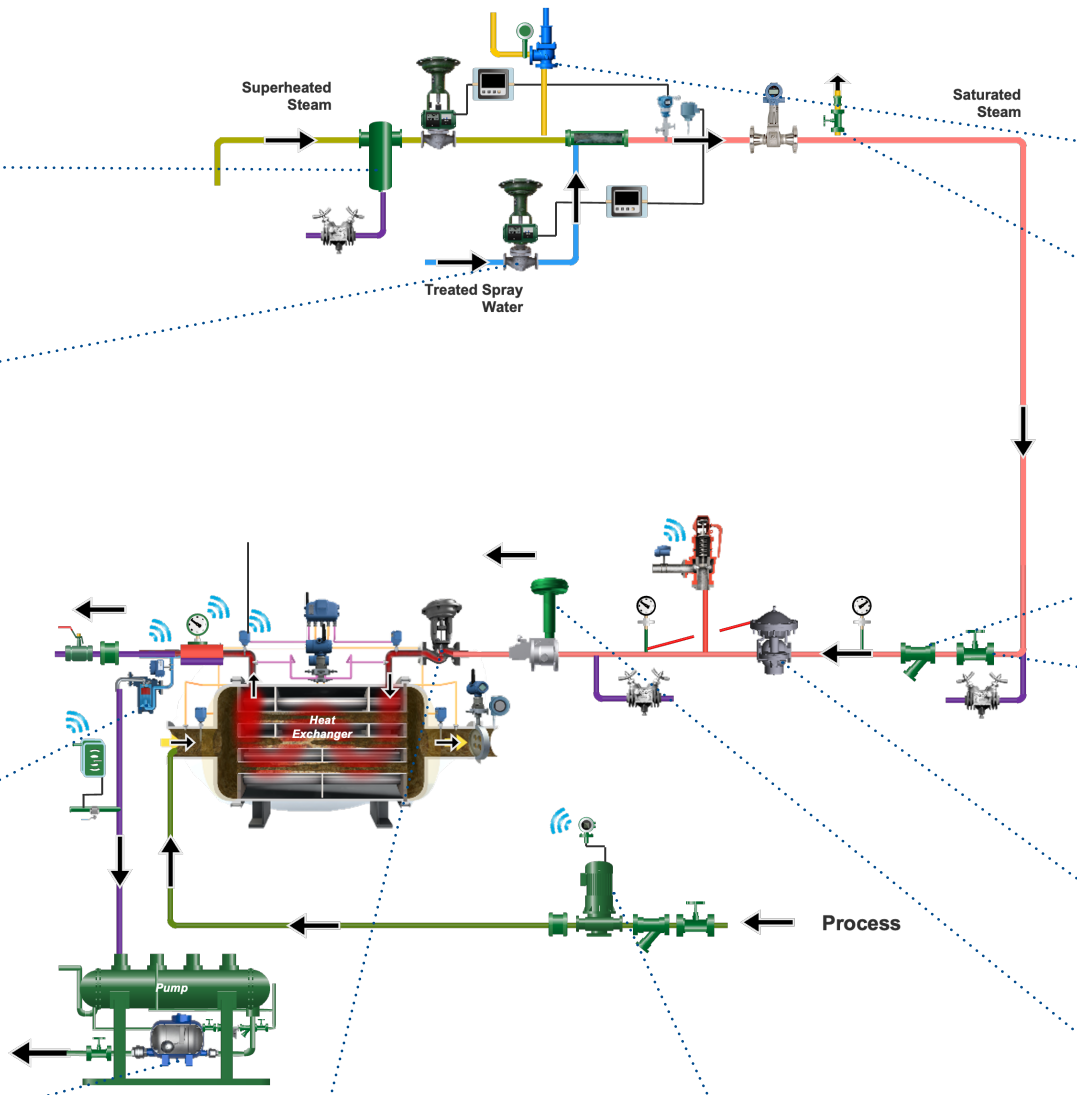 Superheated
Steam
Saturated
Steam
Treated Spray
Water
Heat
Exchanger
Process
Pump